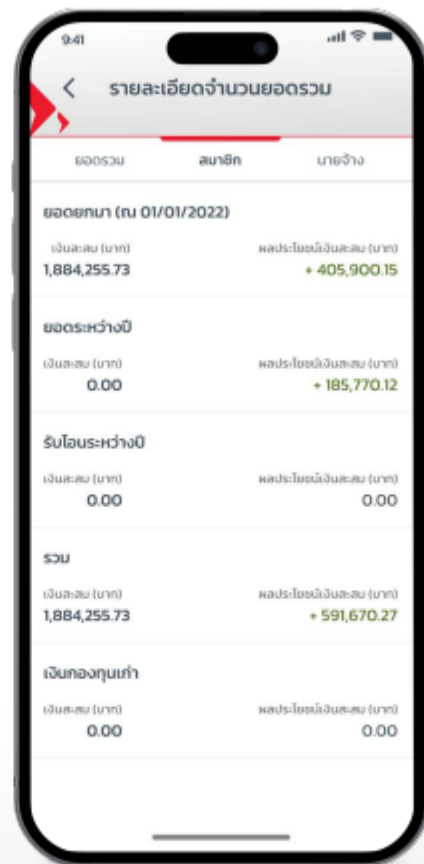 9:41
รายละเอียดจำนวนยอดรวม
ยอดรวม สมาชิก นายจ้าง
ยอดยกมา (ณ 01/01/2022)
เงินสะสม (บาท) ผลประโยชน์เงินสะสม (บาท)
1,884,255.73 + 405,900.15
ยอดระหว่างปี
เงินสะสม (บาท) ผลประโยชน์เงินสะสม (บาท)
0.00 + 185,770.12
รับโอนระหว่างปี
เงินสะสม (บาท) ผลประโยชน์เงินสะสม (บาท)
0.00 0.00
รวม
เงินสะสม (บาท) ผลประโยชน์เงินสะสม (บาท)
1,884,255.73 + 591,670.27
เงินกองทุนเก่า
เงินสะสม (บาท) ผลประโยชน์เงินสะสม (บาท)
0.00 0.00